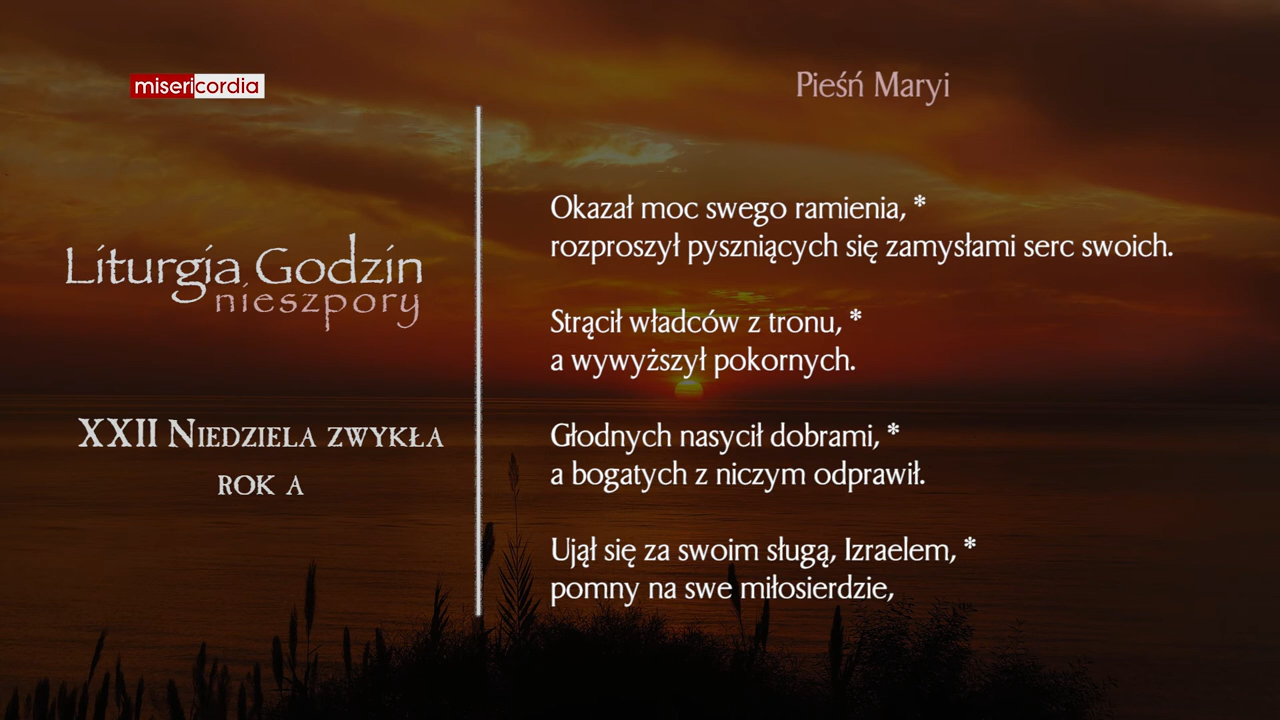 misericordia
Liturgia Godzin
nieszpory
XXII Niedziela zwykła
rok a
Pieśń Maryi
Okazał moc swego ramienia, *
rozproszył pyszniących się zamysłami serc swoich.
Strącił władców z tronu, *
a wywyższył pokornych.
Głodnych nasycił dobrami, *
a bogatych z niczym odprawił.
Ujął się za swoim sługą, Izraelem, *
pomny na swe miłosierdzie,